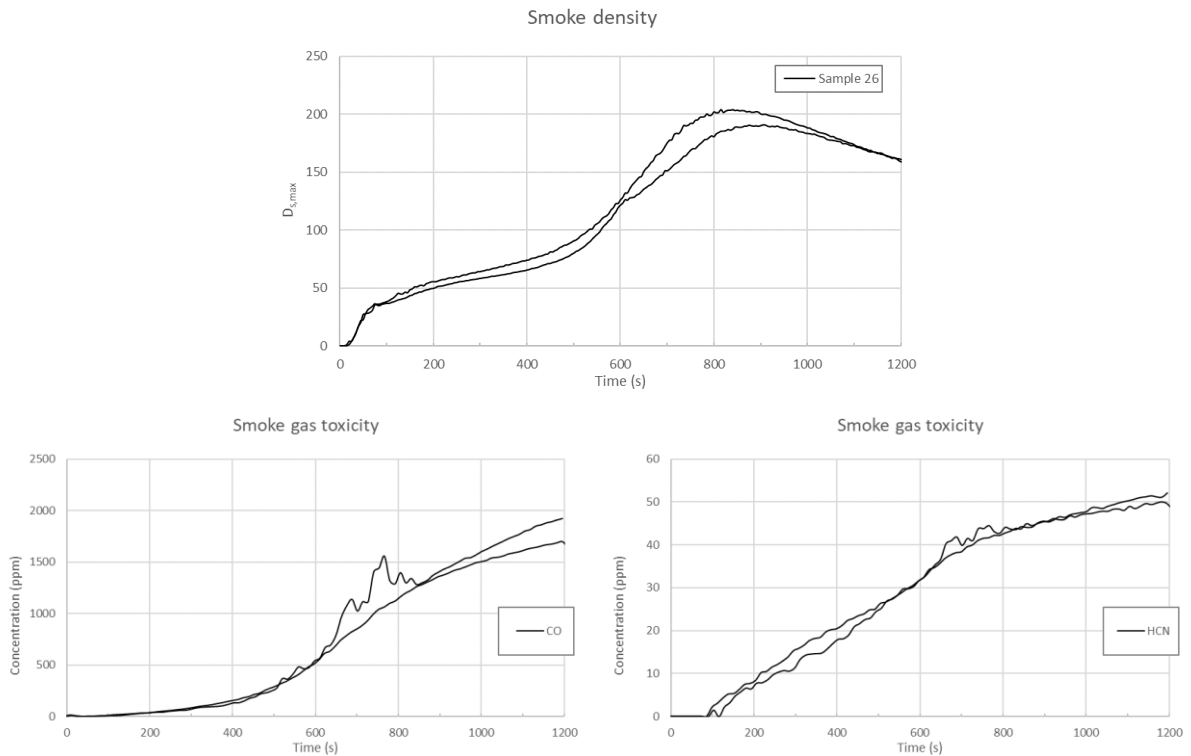 Smoke density
250
200
150
100
50
0
D_s,max
Sample 26
0 200 400 600 800 1000 1200
Time (s)
Smoke gas toxicity
2500
2000
1500
1000
500
0
Concentration (ppm)
CO
0 200 400 600 800 1000 1200
Time (s)
Smoke gas toxicity
60
50
40
30
20
10
0
Concentration (ppm)
HCN
0 200 400 600 800 1000 1200
Time (s)